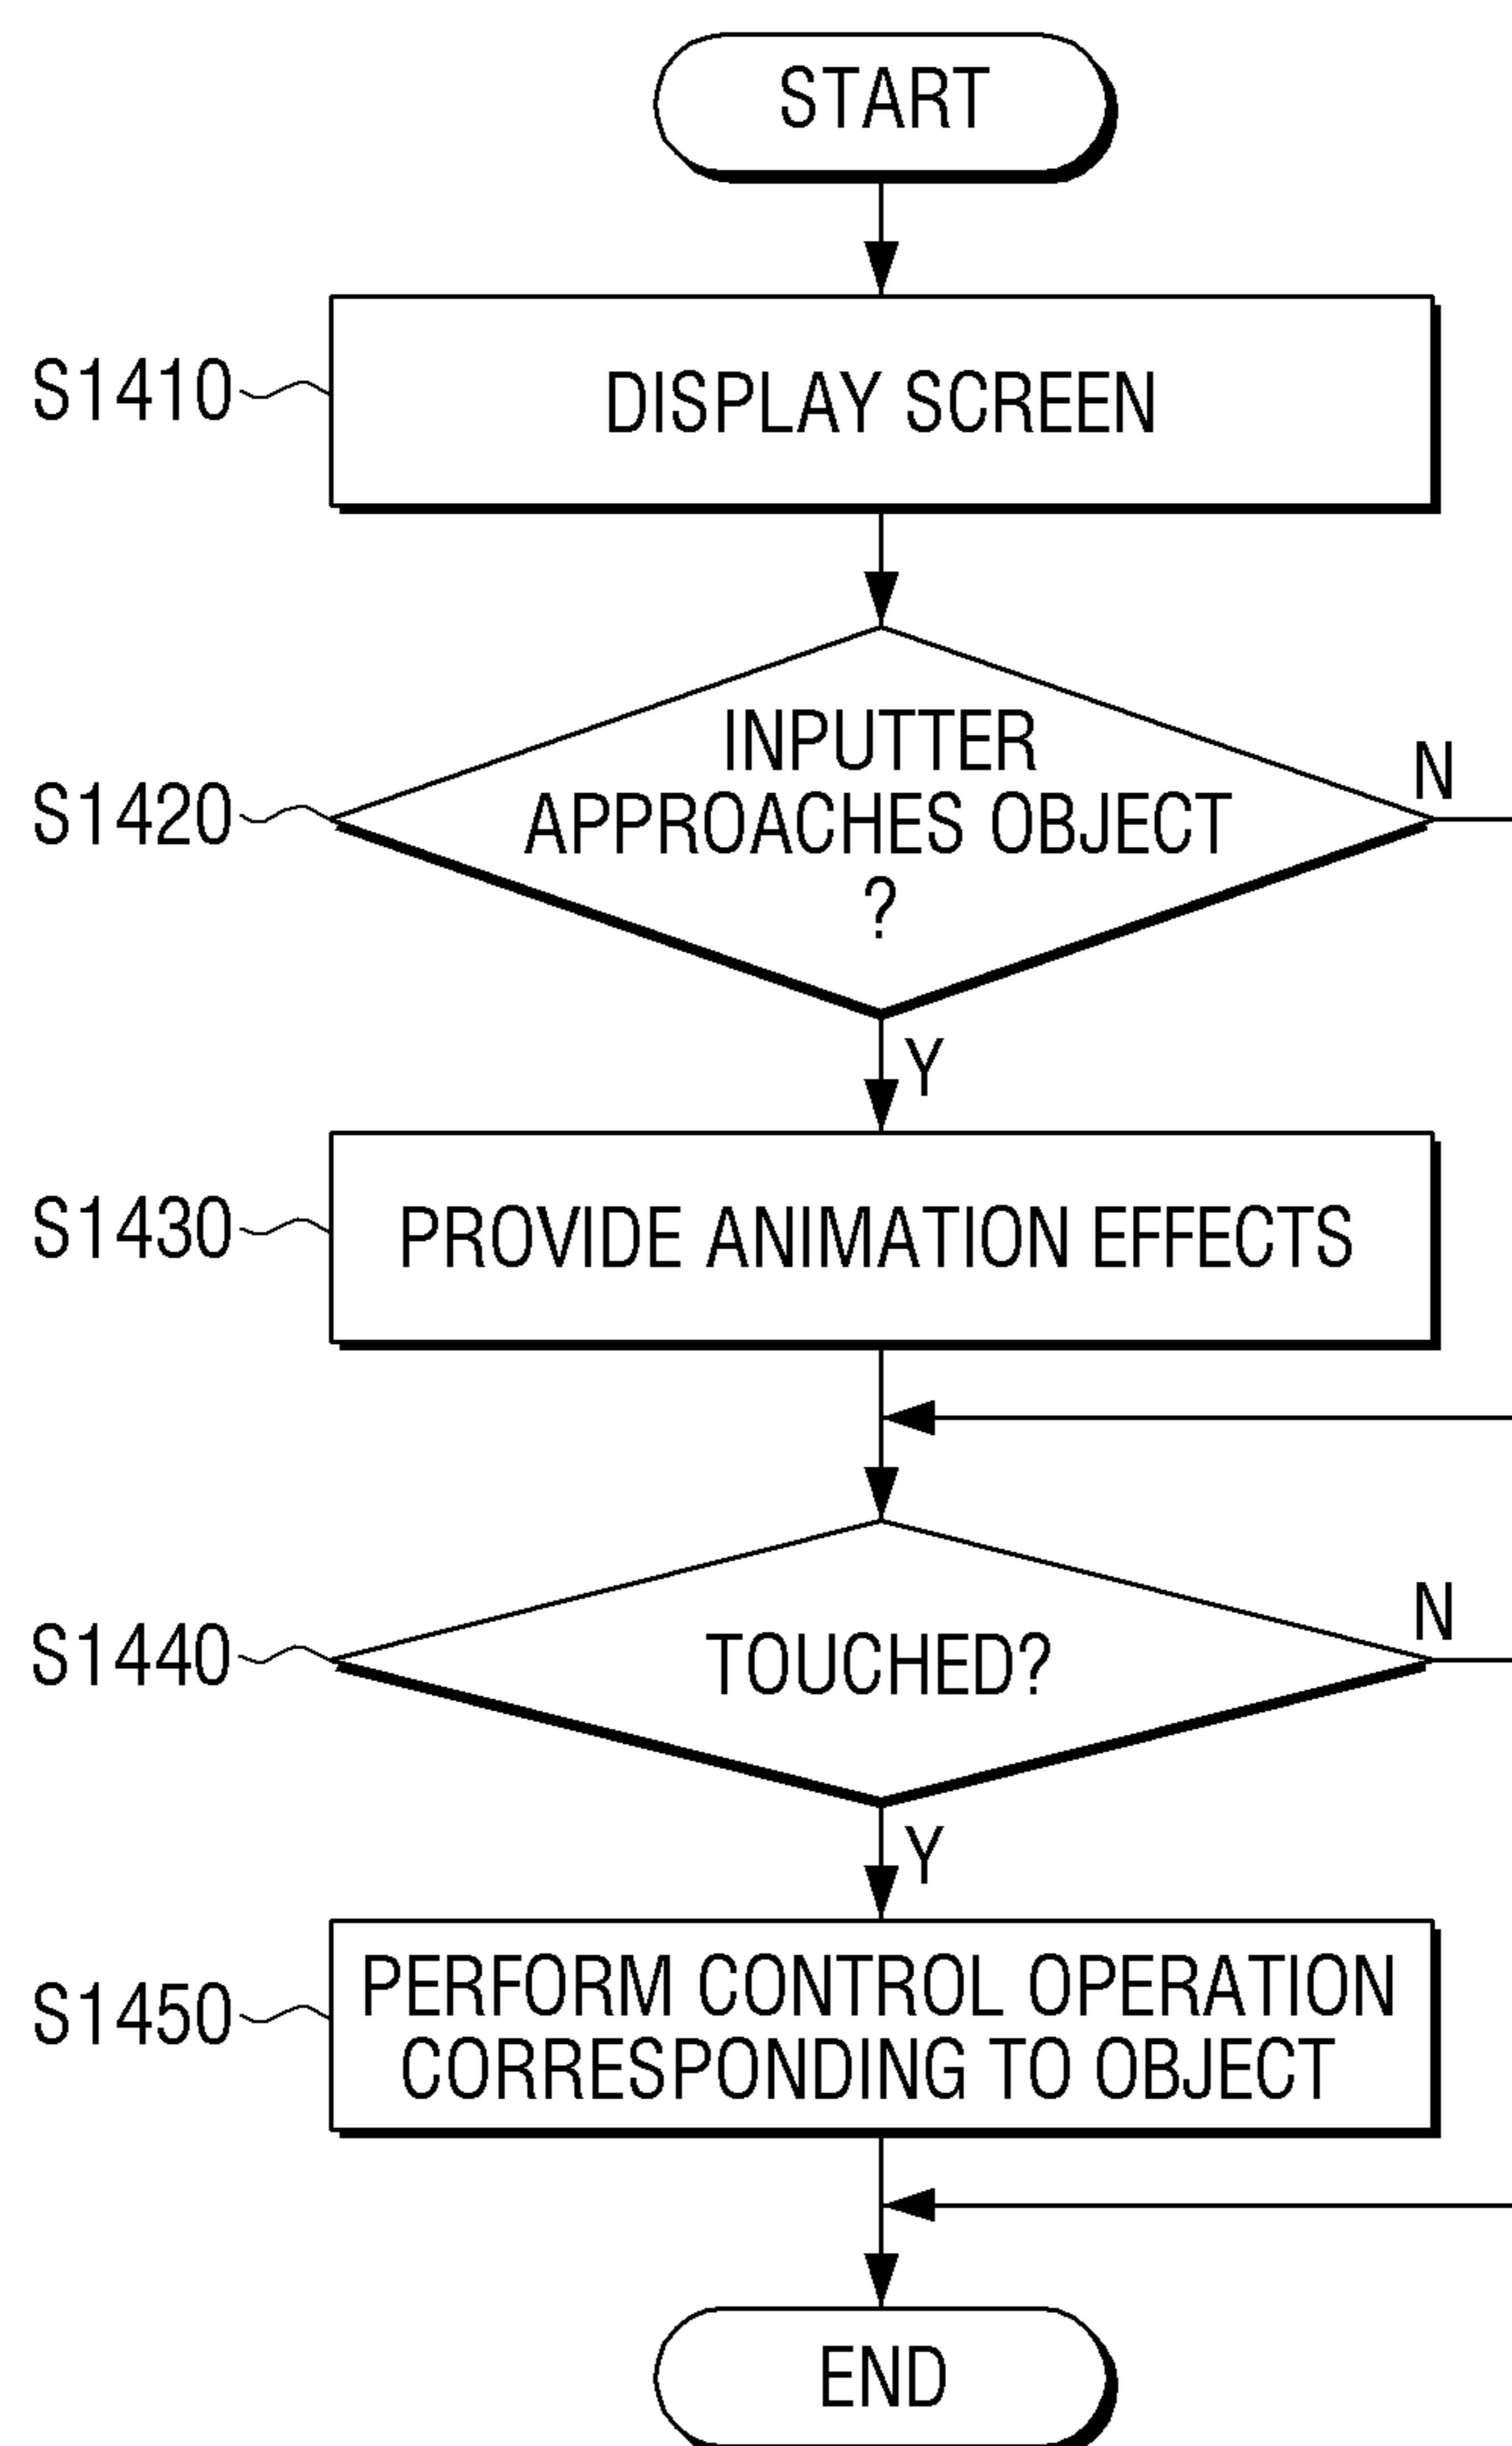 START
S1410
DISPLAY SCREEN
S1420
INPUTTER
APPROACHES OBJECT
?
N
Y
S1430
PROVIDE ANIMATION EFFECTS
S1440
TOUCHED?
N
Y
S1450
PERFORM CONTROL OPERATION
CORRESPONDING TO OBJECT
END